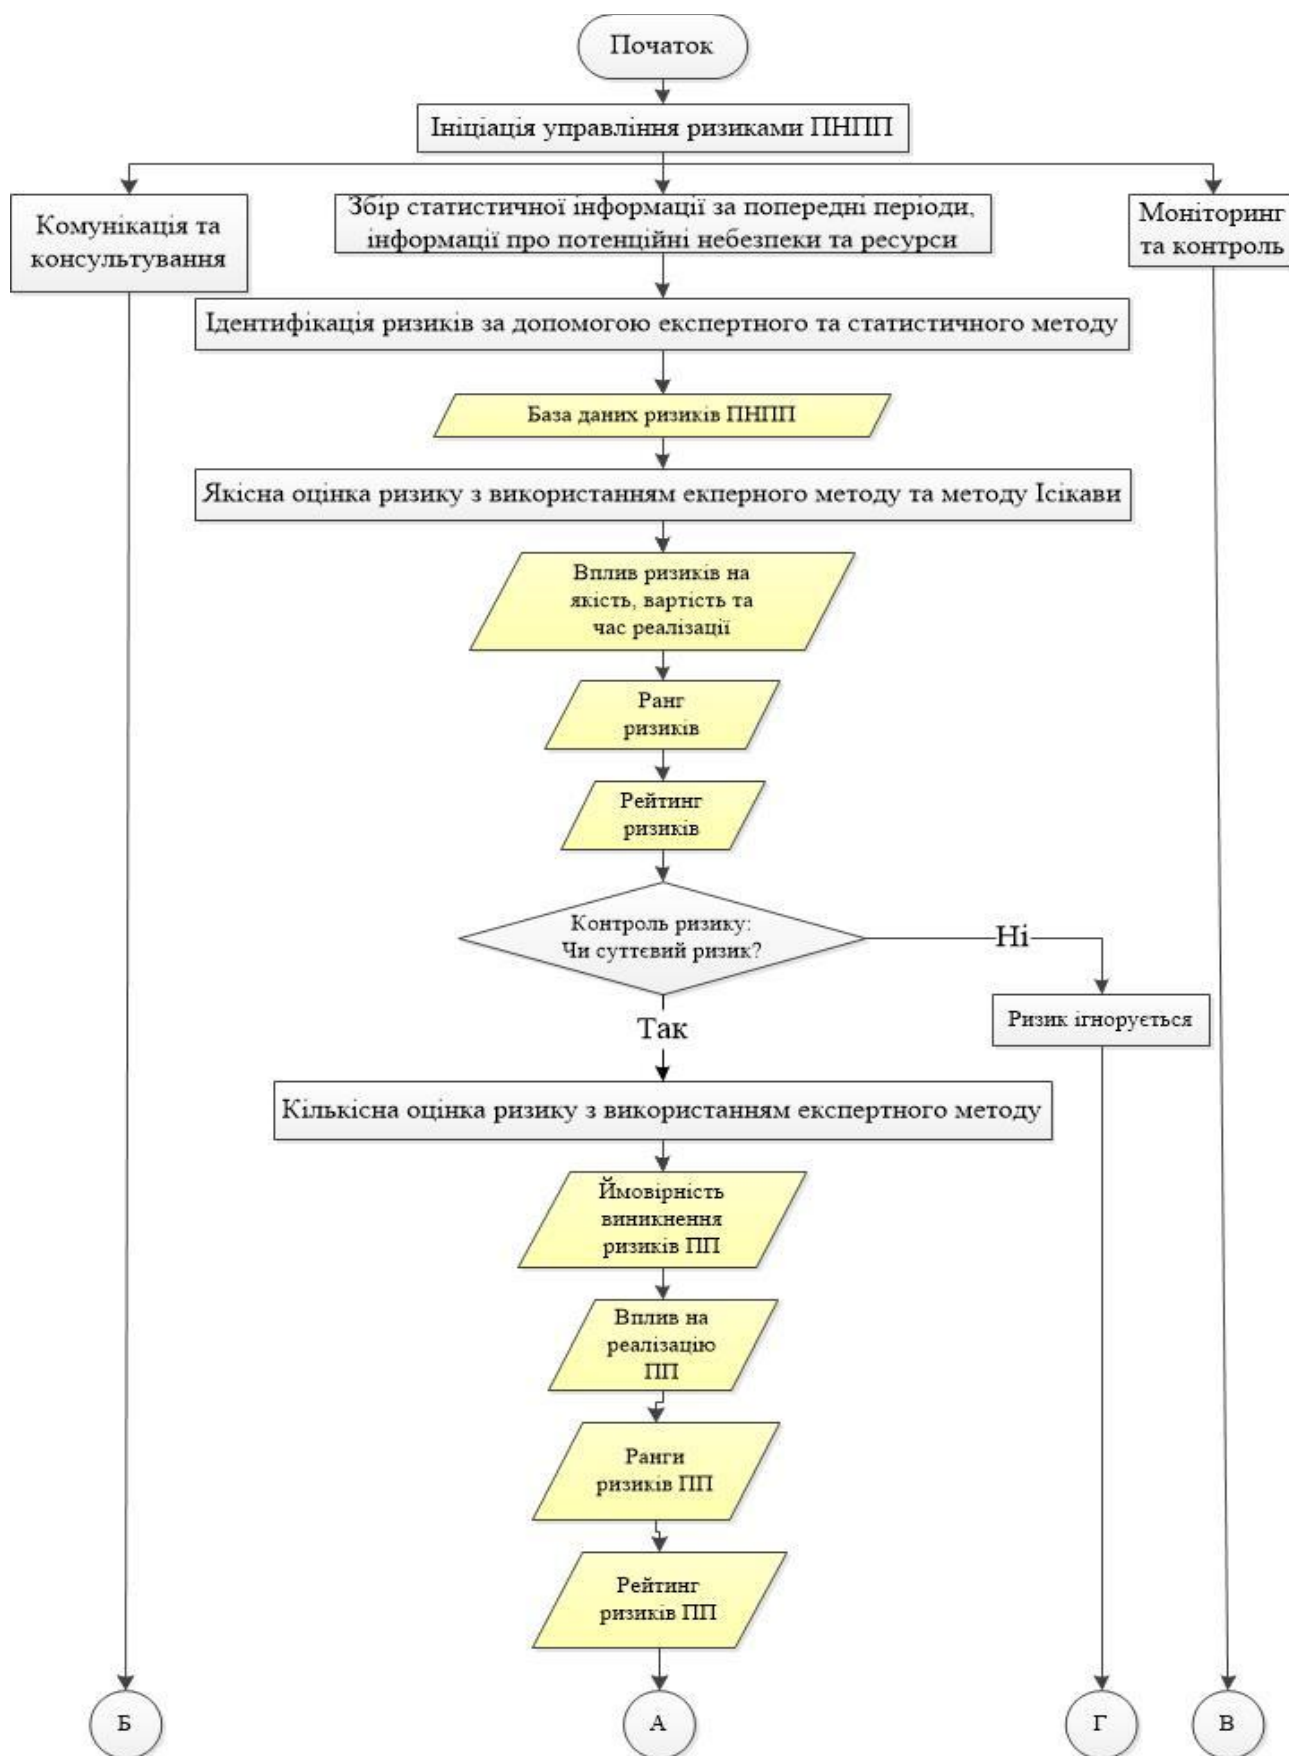 Початок
Ініціація управління ризиками ПНПП
Комунікація та
консультування
Збір статистичної інформації за попередні періоди,
інформації про потенційні небезпеки та ресурси
Моніторинг
та контроль
Ідентифікація ризиків за допомогою експертного та статистичного методу
База даних ризиків ПНПП
Якісна оцінка ризику з використанням екперного методу та методу Ісікави
Вплив ризиків на
якість, вартість та
час реалізації
Ранг
ризиків
Рейтинг
ризиків
Контроль ризику:
Чи суттєвий ризик?
Ні
Ризик ігнорується
Так
Кількісна оцінка ризику з використанням експертного методу
Ймовірність
виникнення
ризиків ПП
Вплив на
реалізацію
ПП
Ранги
ризиків ПП
Рейтинг
ризиків ПП
Б
А
Г
В